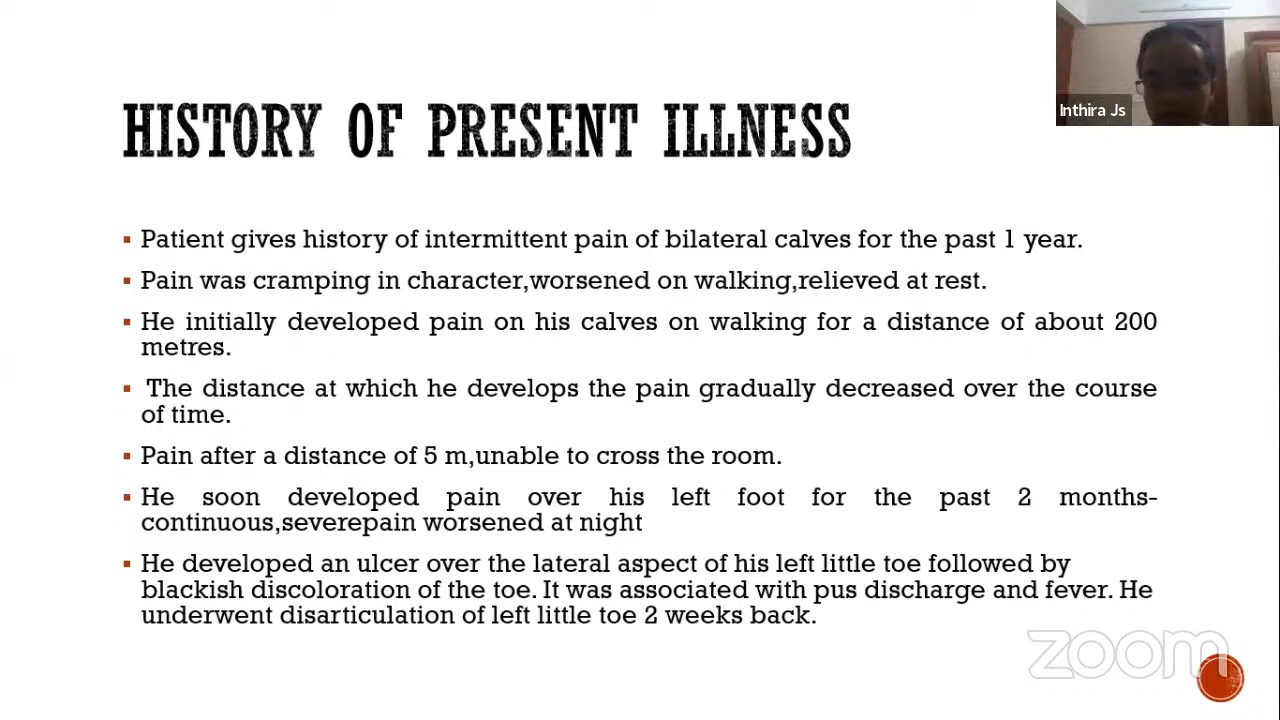 Inthira Js
HISTORY OF PRESENT ILLNESS
Patient gives history of intermittent pain of bilateral calves for the past 1 year.
Pain was cramping in character,worsened on walking,relieved at rest.
He initially developed pain on his calves on walking for a distance of about 200
metres.
The distance at which he develops the pain gradually decreased over the course
of time.
Pain after a distance of 5 m,unable to cross the room.
He soon developed pain over his left foot for the past 2 months-
continuous,severepain worsened at night
He developed an ulcer over the lateral aspect of his left little toe followed by
blackish discoloration of the toe. It was associated with pus discharge and fever. He
underwent disarticulation of left little toe 2 weeks back.
zoom